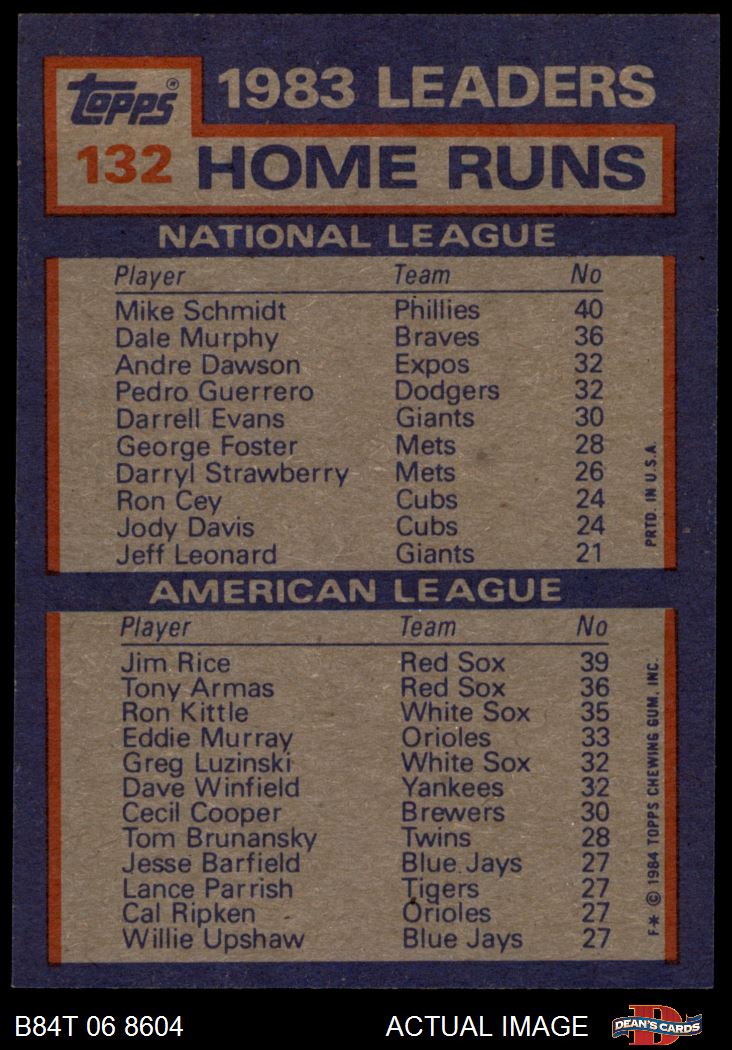 Topps® 1983 LEADERS
132 HOME RUNS
NATIONAL LEAGUE
Player Team No
Mike Schmidt Phillies 40
Dale Murphy Braves 36
Andre Dawson Expos 32
Pedro Guerrero Dodgers 32
Darrell Evans Giants 30
George Foster Mets 28
Darryl Strawberry Mets 26
Ron Cey Cubs 24
Jody Davis Cubs 24
Jeff Leonard Giants 21
PRTD. IN U.S.A.
AMERICAN LEAGUE
Player Team No
Jim Rice Red Sox 39
Tony Armas Red Sox 36
Ron Kittle White Sox 35
Eddie Murray Orioles 33
Greg Luzinski White Sox 32
Dave Winfield Yankees 32
Cecil Cooper Brewers 30
Tom Brunansky Twins 28
Jesse Barfield Blue Jays 27
Lance Parrish Tigers 27
Cal Ripken Orioles 27
Willie Upshaw Blue Jays 27
F* © 1984 TOPPS CHEWING GUM, INC.
B84T 06 8604 ACTUAL IMAGE D DEAN'S CARDS